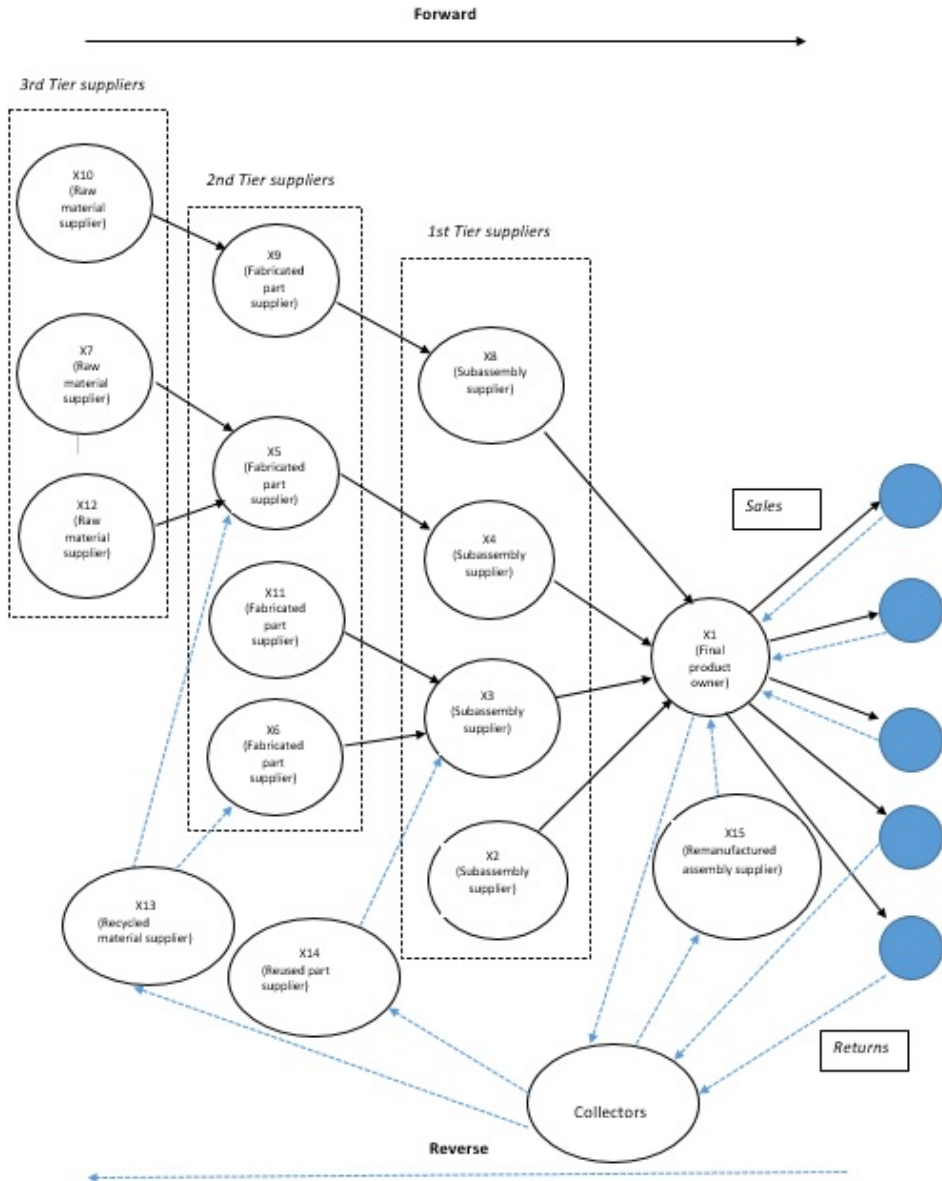 Forward
3rd Tier suppliers
X10
(Raw
material
supplier)
2nd Tier suppliers
X9
(Fabricated
part
supplier)
1st Tier suppliers
X7
(Raw
material
supplier)
X8
(Subassembly
supplier)
X5
(Fabricated
part
supplier)
X12
(Raw
material
supplier)
Sales
X4
(Subassembly
supplier)
X11
(Fabricated
part
supplier)
X1
(Final
product
owner)
X3
(Subassembly
supplier)
X6
(Fabricated
part
supplier)
X2
(Subassembly
supplier)
X15
(Remanufactured
assembly supplier)
X13
(Recycled
material supplier)
X14
(Reused part
supplier)
Returns
Collectors
Reverse